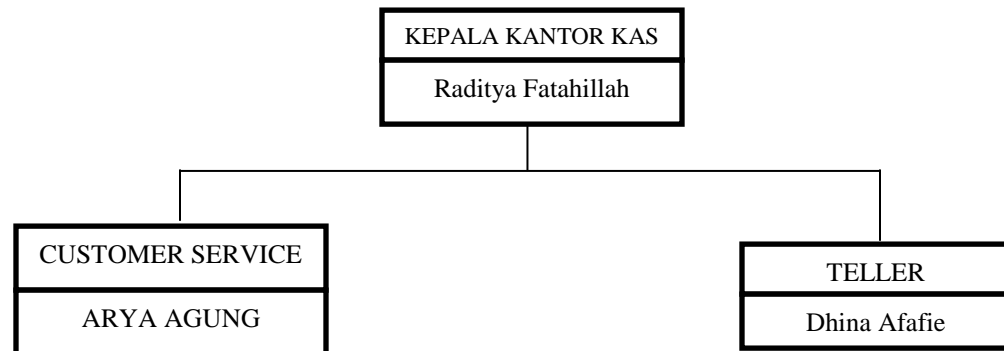 KEPALA KANTOR KAS
Raditya Fatahillah
CUSTOMER SERVICE
ARYA AGUNG
TELLER
Dhina Afafie